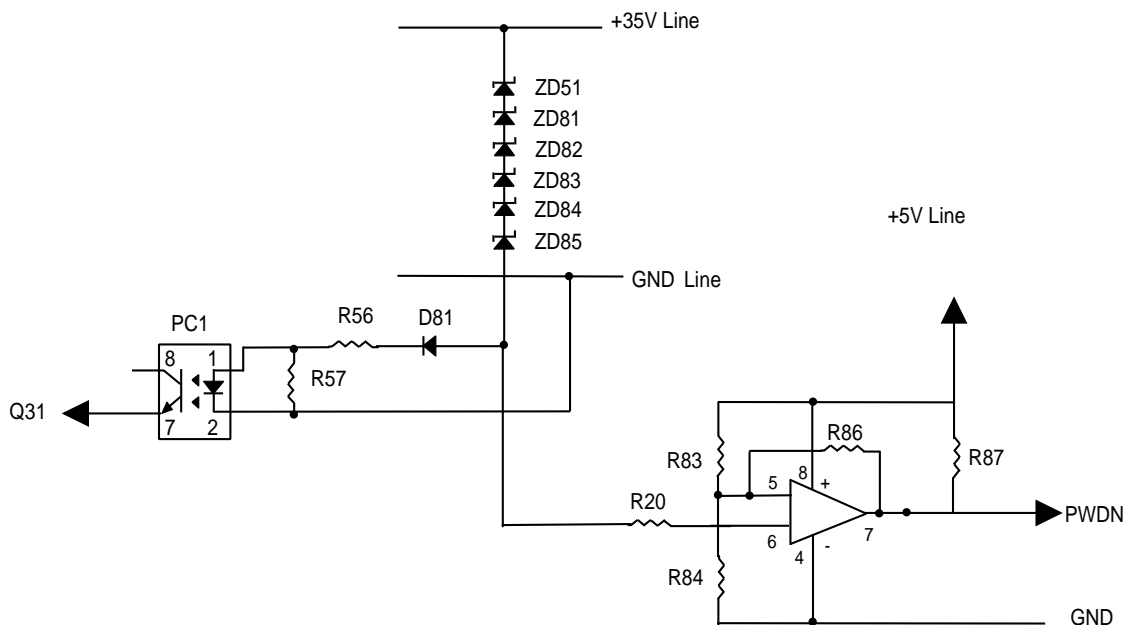 +35V Line
ZD51
ZD81
ZD82
ZD83
ZD84
ZD85
+5V Line
GND Line
PC1
R56
D81
8
1
R57
Q31
7
2
R86
R83
R87
8
+
5
R20
PWDN
6
7
4
-
R84
GND